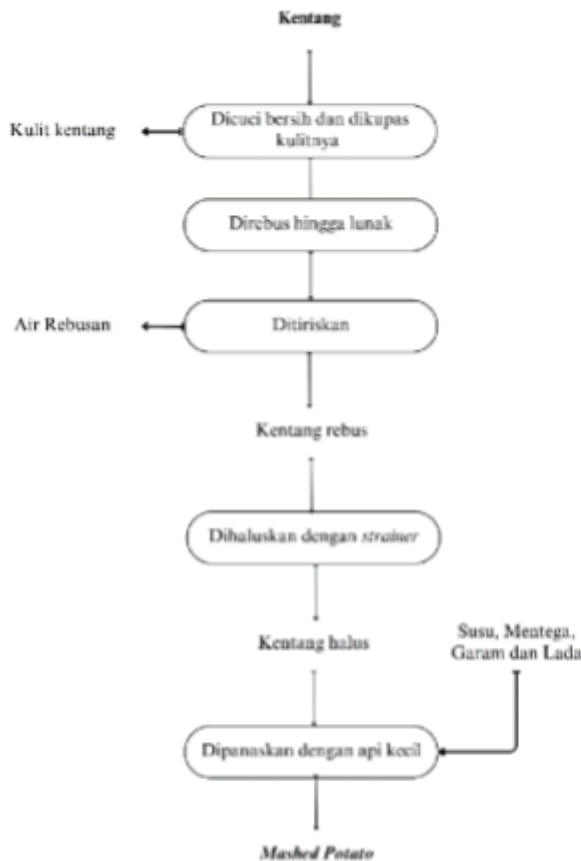 Kentang
Kulit kentang
Dicuci bersih dan dikupas
kulitnya
Direbus hingga lunak
Air Rebusan
Ditiriskan
Kentang rebus
Dihaluskan dengan strainer
Kentang halus
Susu, Mentega,
Garam dan Lada
Dipanaskan dengan api kecil
Mashed Potato